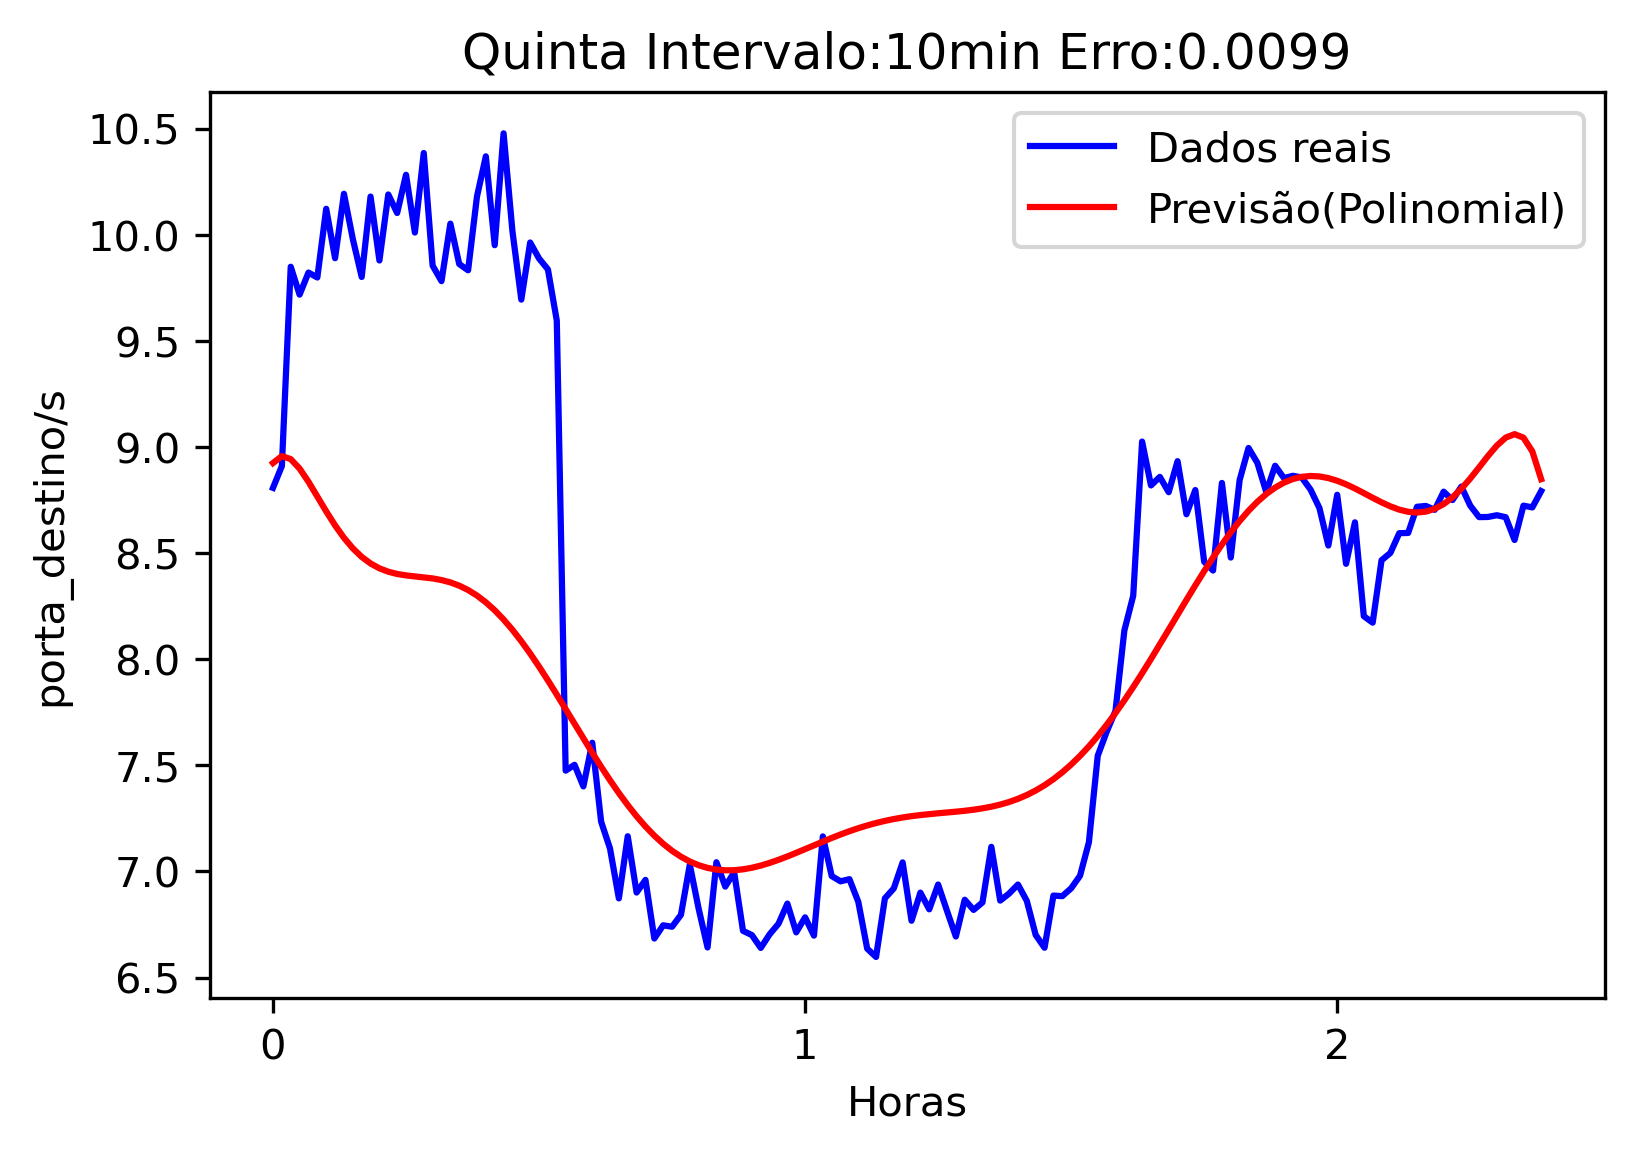 Quinta Intervalo:10min Erro:0.0099
Dados reais
Previsão(Polinomial)
10.5
10.0
9.5
9.0
8.5
8.0
7.5
7.0
6.5
porta_destino/s
0 1 2
Horas